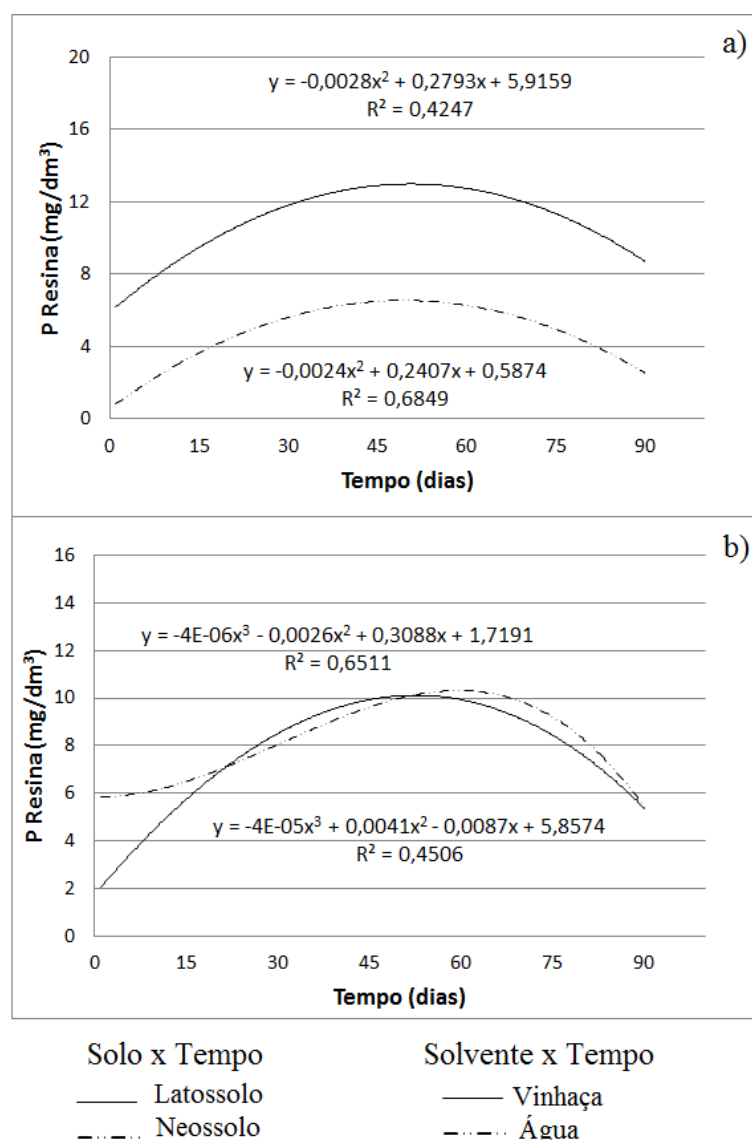 a)
20
y = -0,0028x² + 0,2793x + 5,9159
R² = 0,4247
16
12
8
4
y = -0,0024x² + 0,2407x + 0,5874
R² = 0,6849
0
P Resina (mg/dm³)
0 15 30 45 60 75 90
Tempo (dias)
b)
16
14
y = -4E-06x³ - 0,0026x² + 0,3088x + 1,7191
R² = 0,6511
12
10
8
6
y = -4E-05x³ + 0,0041x² - 0,0087x + 5,8574
R² = 0,4506
4
2
0
P Resina (mg/dm³)
0 15 30 45 60 75 90
Tempo (dias)
Solo x Tempo
Latossolo
Neossolo
Solvente x Tempo
Vinhaça
Água